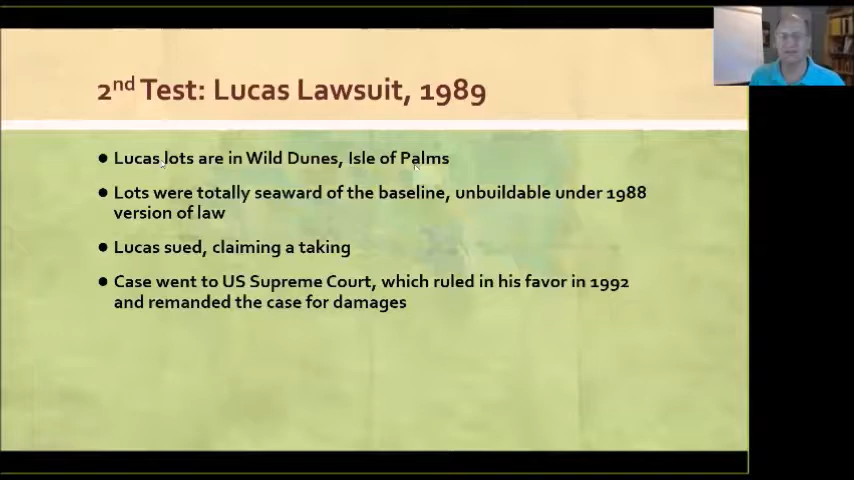 2nd Test: Lucas Lawsuit, 1989
● Lucas lots are in Wild Dunes, Isle of Palms
● Lots were totally seaward of the baseline, unbuildable under 1988
version of law
● Lucas sued, claiming a taking
● Case went to US Supreme Court, which ruled in his favor in 1992
and remanded the case for damages